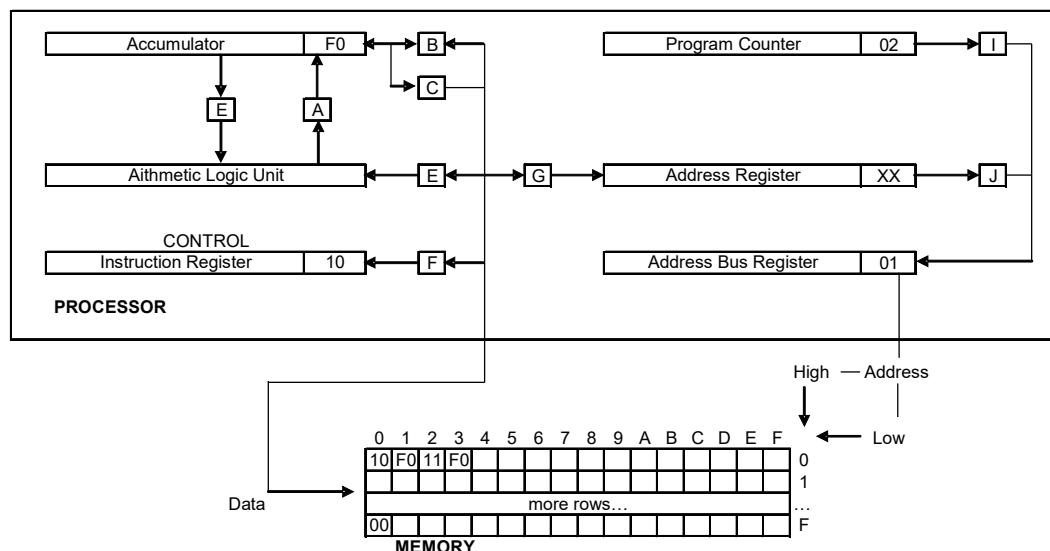 Accumulator F0 B Program Counter 02 I
C
E A
Aithmetic Logic Unit E G Address Register XX J
CONTROL
Instruction Register 10 F Address Bus Register 01
PROCESSOR
High Address
Low
0 1 2 3 4 5 6 7 8 9 A B C D E F
10 F0 11 F0 0
1
Data more rows… …
00 F
MEMORY